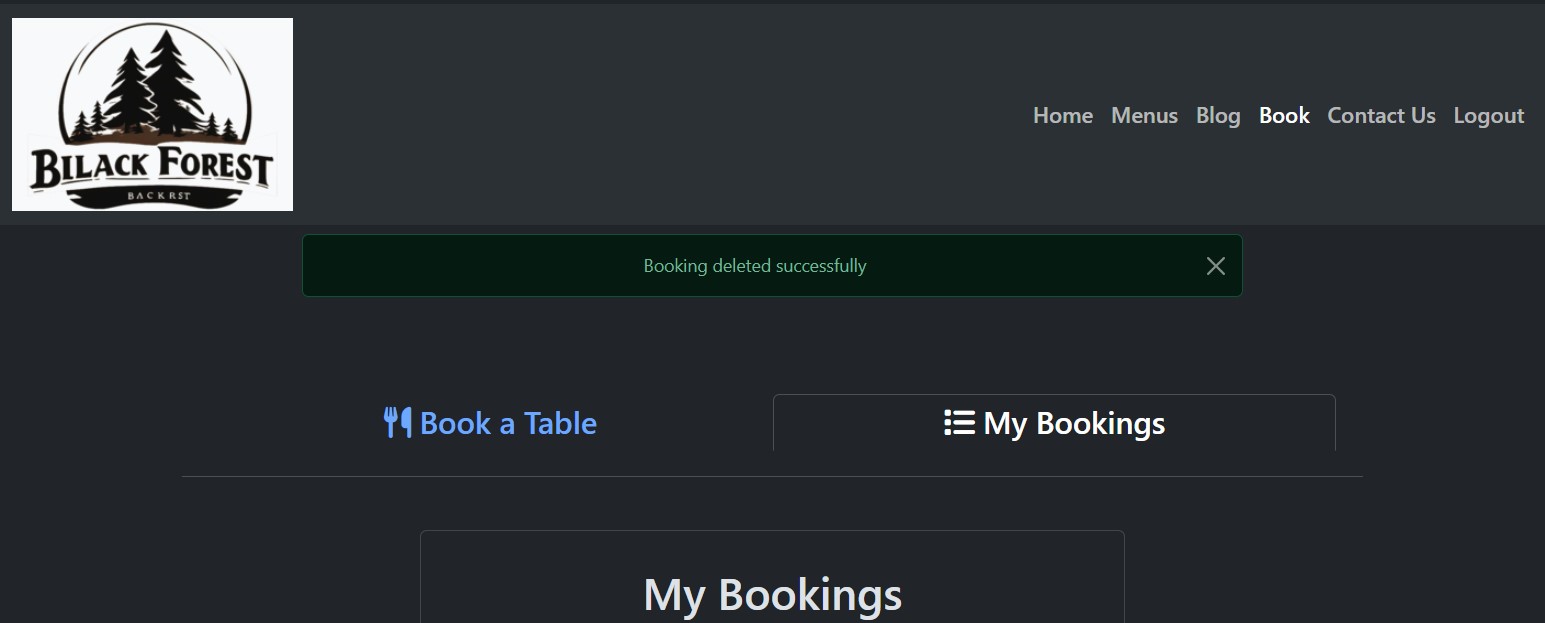 BILACK FOREST
BACKRST
Home Menus Blog Book Contact Us Logout
Booking deleted successfully
Book a Table My Bookings
My Bookings